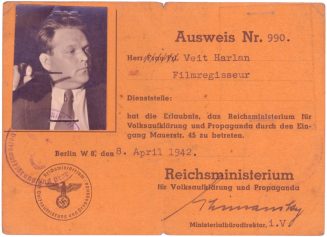 Ausweis Nr. 990.
Herr/Frau/Frl. Veit Harlan
Filmregisseur
Dienststelle:
hat die Erlaubnis, das Reichsministerium für
Volksaufklärung und Propaganda durch den Ein-
gang Mauerstr. 45 zu betreten.
Berlin W 8, den 8. April 1942.
Reichsministerium
für Volksaufklärung und Propaganda
I.V.
Ministerialbürodirektor